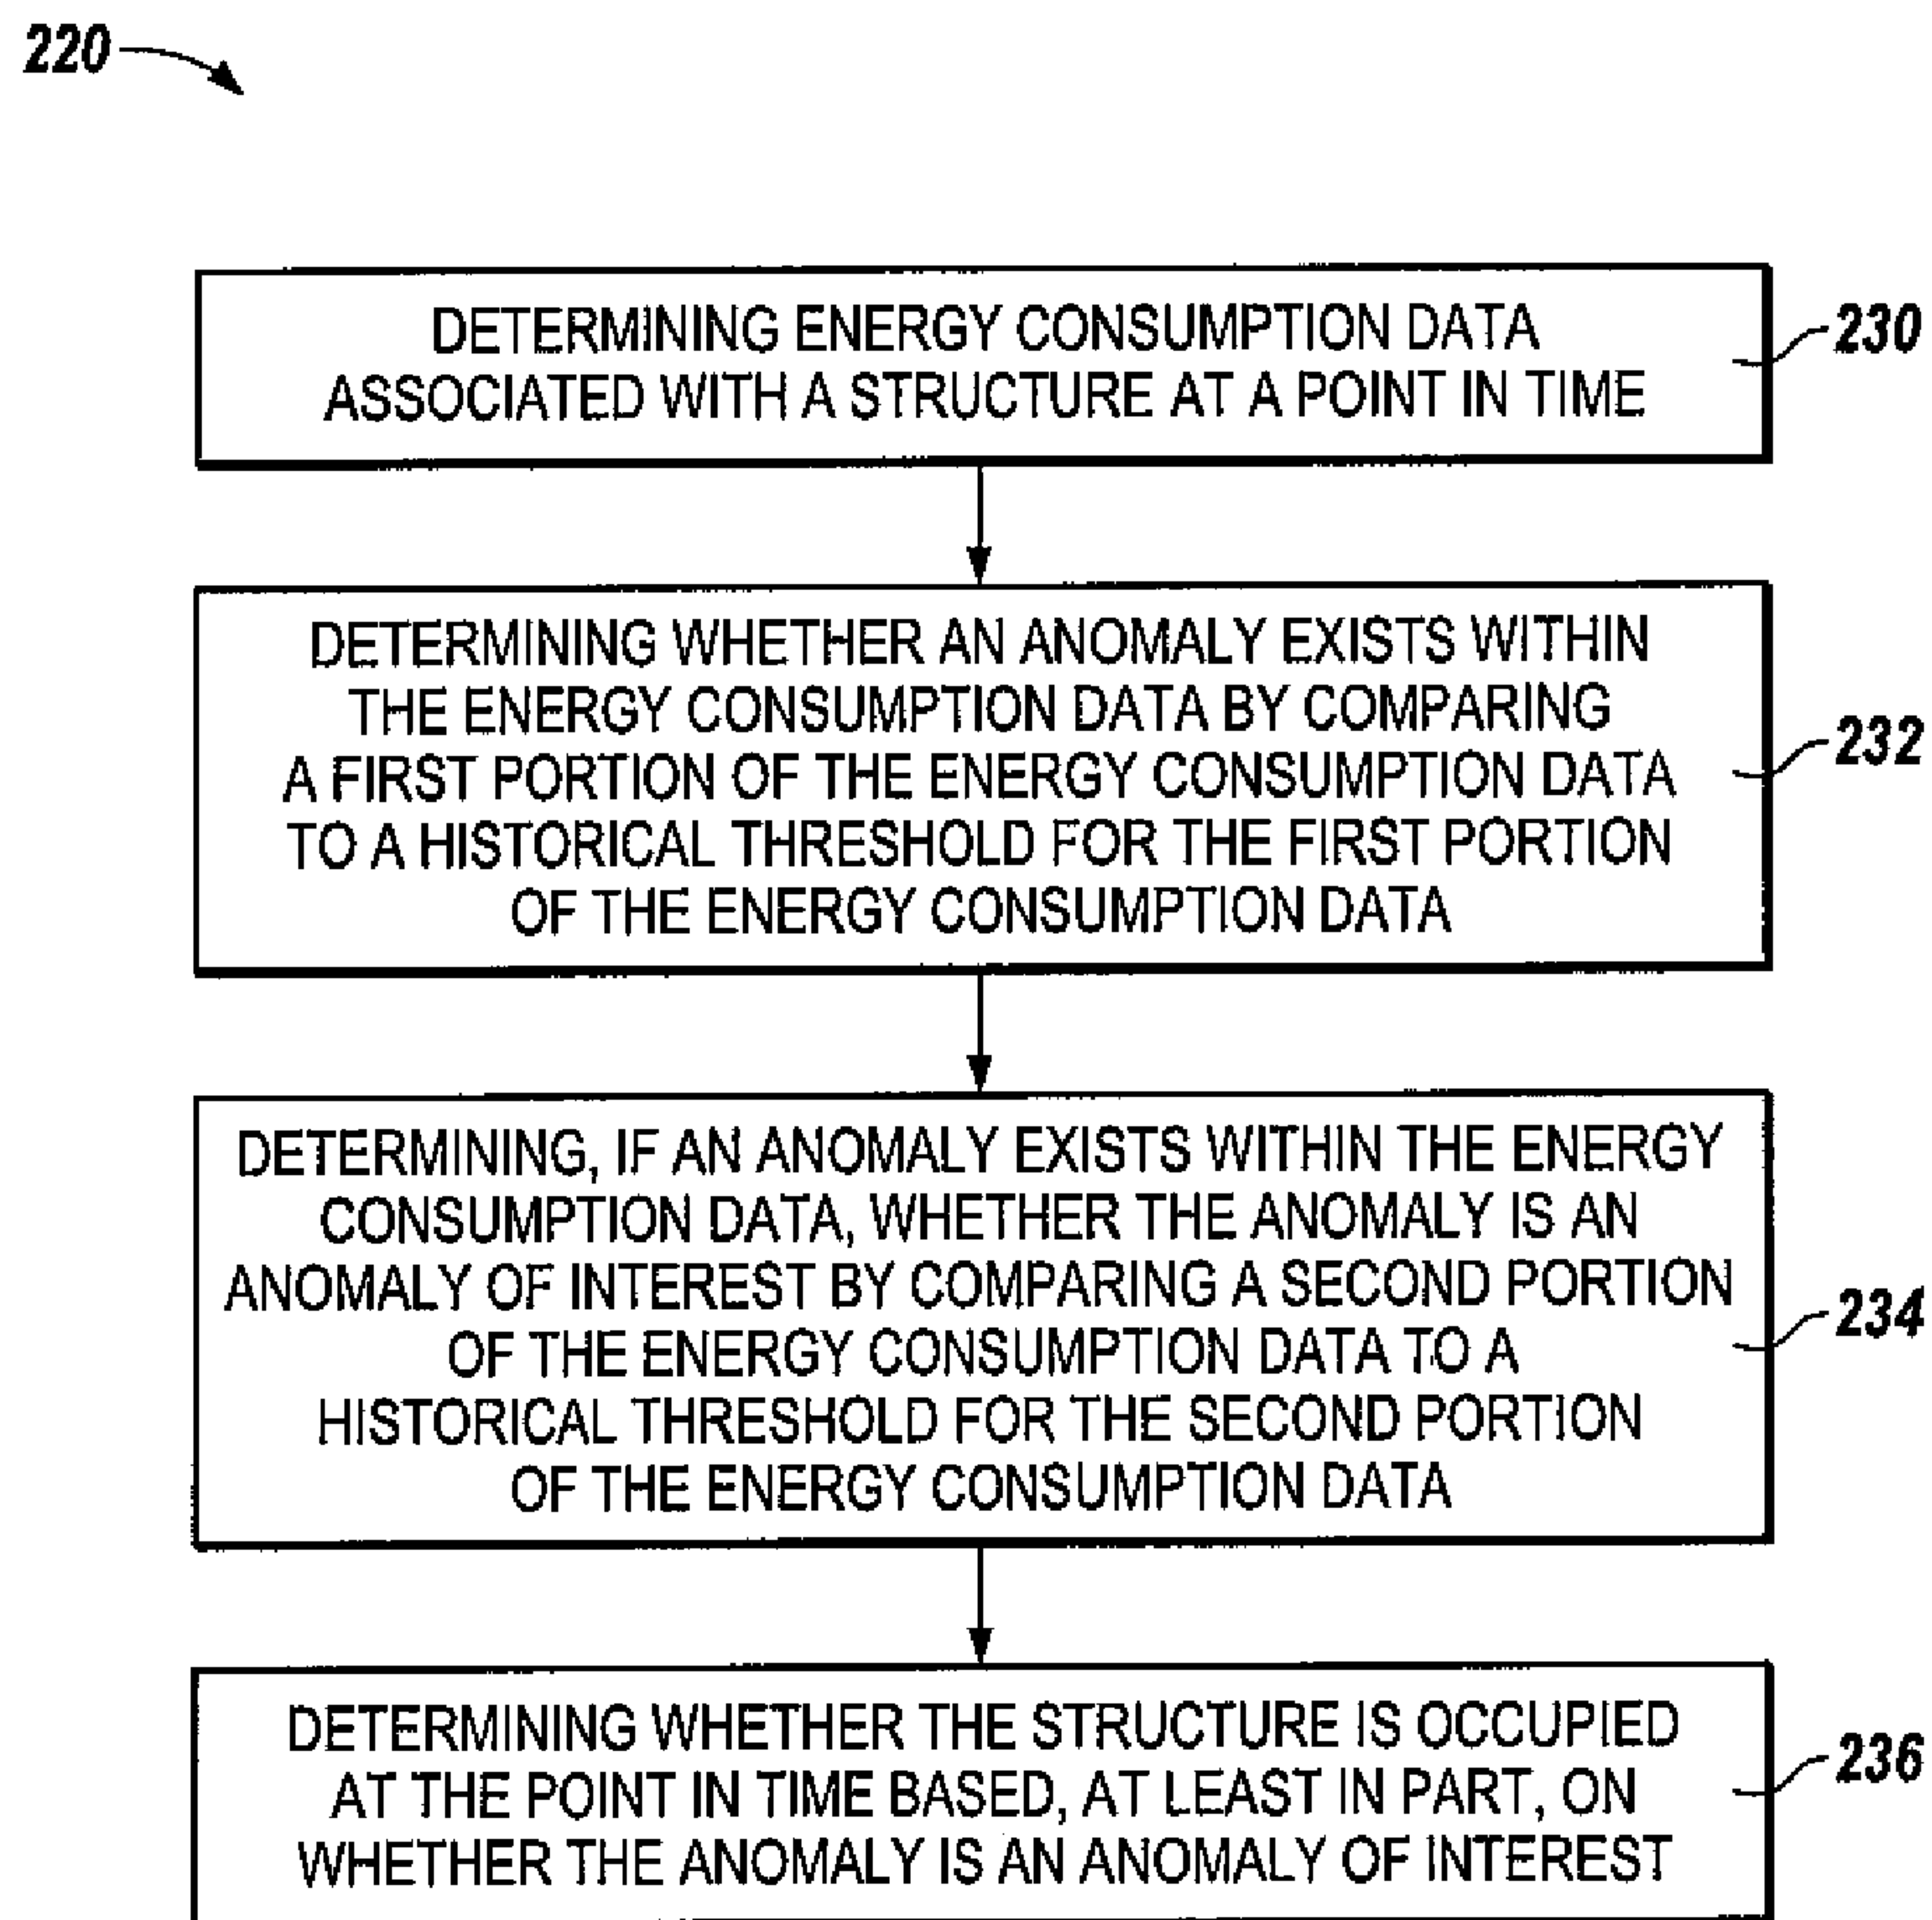 220
DETERMINING ENERGY CONSUMPTION DATA
ASSOCIATED WITH A STRUCTURE AT A POINT IN TIME
230
DETERMINING WHETHER AN ANOMALY EXISTS WITHIN
THE ENERGY CONSUMPTION DATA BY COMPARING
A FIRST PORTION OF THE ENERGY CONSUMPTION DATA
TO A HISTORICAL THRESHOLD FOR THE FIRST PORTION
OF THE ENERGY CONSUMPTION DATA
232
DETERMINING, IF AN ANOMALY EXISTS WITHIN THE ENERGY
CONSUMPTION DATA, WHETHER THE ANOMALY IS AN
ANOMALY OF INTEREST BY COMPARING A SECOND PORTION
OF THE ENERGY CONSUMPTION DATA TO A
HISTORICAL THRESHOLD FOR THE SECOND PORTION
OF THE ENERGY CONSUMPTION DATA
234
DETERMINING WHETHER THE STRUCTURE IS OCCUPIED
AT THE POINT IN TIME BASED, AT LEAST IN PART, ON
WHETHER THE ANOMALY IS AN ANOMALY OF INTEREST
236